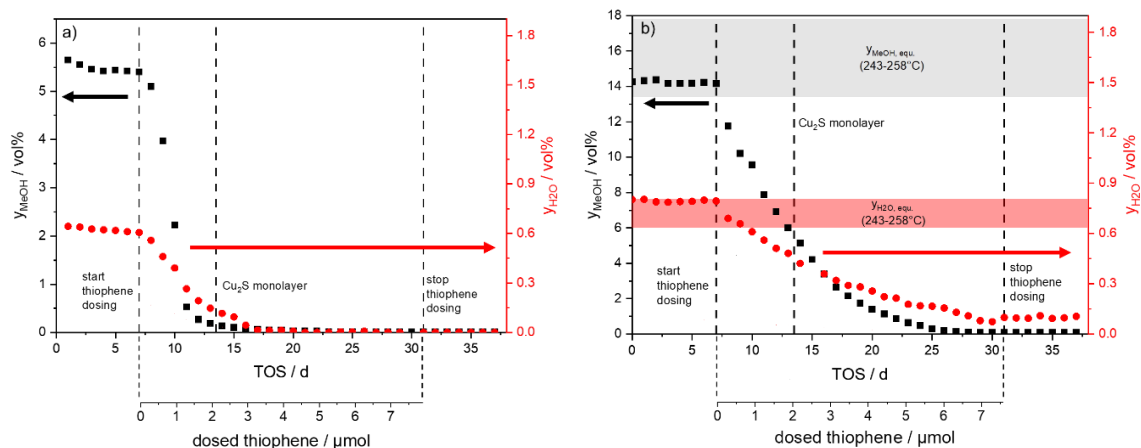 a)
y_MeOH / vol%
6
5
4
3
2
1
0
start
thiophene
dosing
Cu₂S monolayer
stop
thiophene
dosing
1.8
1.5
1.2
0.9
0.6
0.3
0.0
y_H2O / vol%
0 5 10 15 20 25 30 35
TOS / d
0 1 2 3 4 5 6 7
dosed thiophene / µmol
b)
y_MeOH / vol%
18
16
14
12
10
8
6
4
2
0
y_MeOH, equ.
(243-258°C)
Cu₂S monolayer
y_H2O, equ.
(243-258°C)
start
thiophene
dosing
stop
thiophene
dosing
1.8
1.5
1.2
0.9
0.6
0.3
0.0
y_H2O / vol%
0 5 10 15 20 25 30 35
TOS / d
0 1 2 3 4 5 6 7
dosed thiophene / µmol